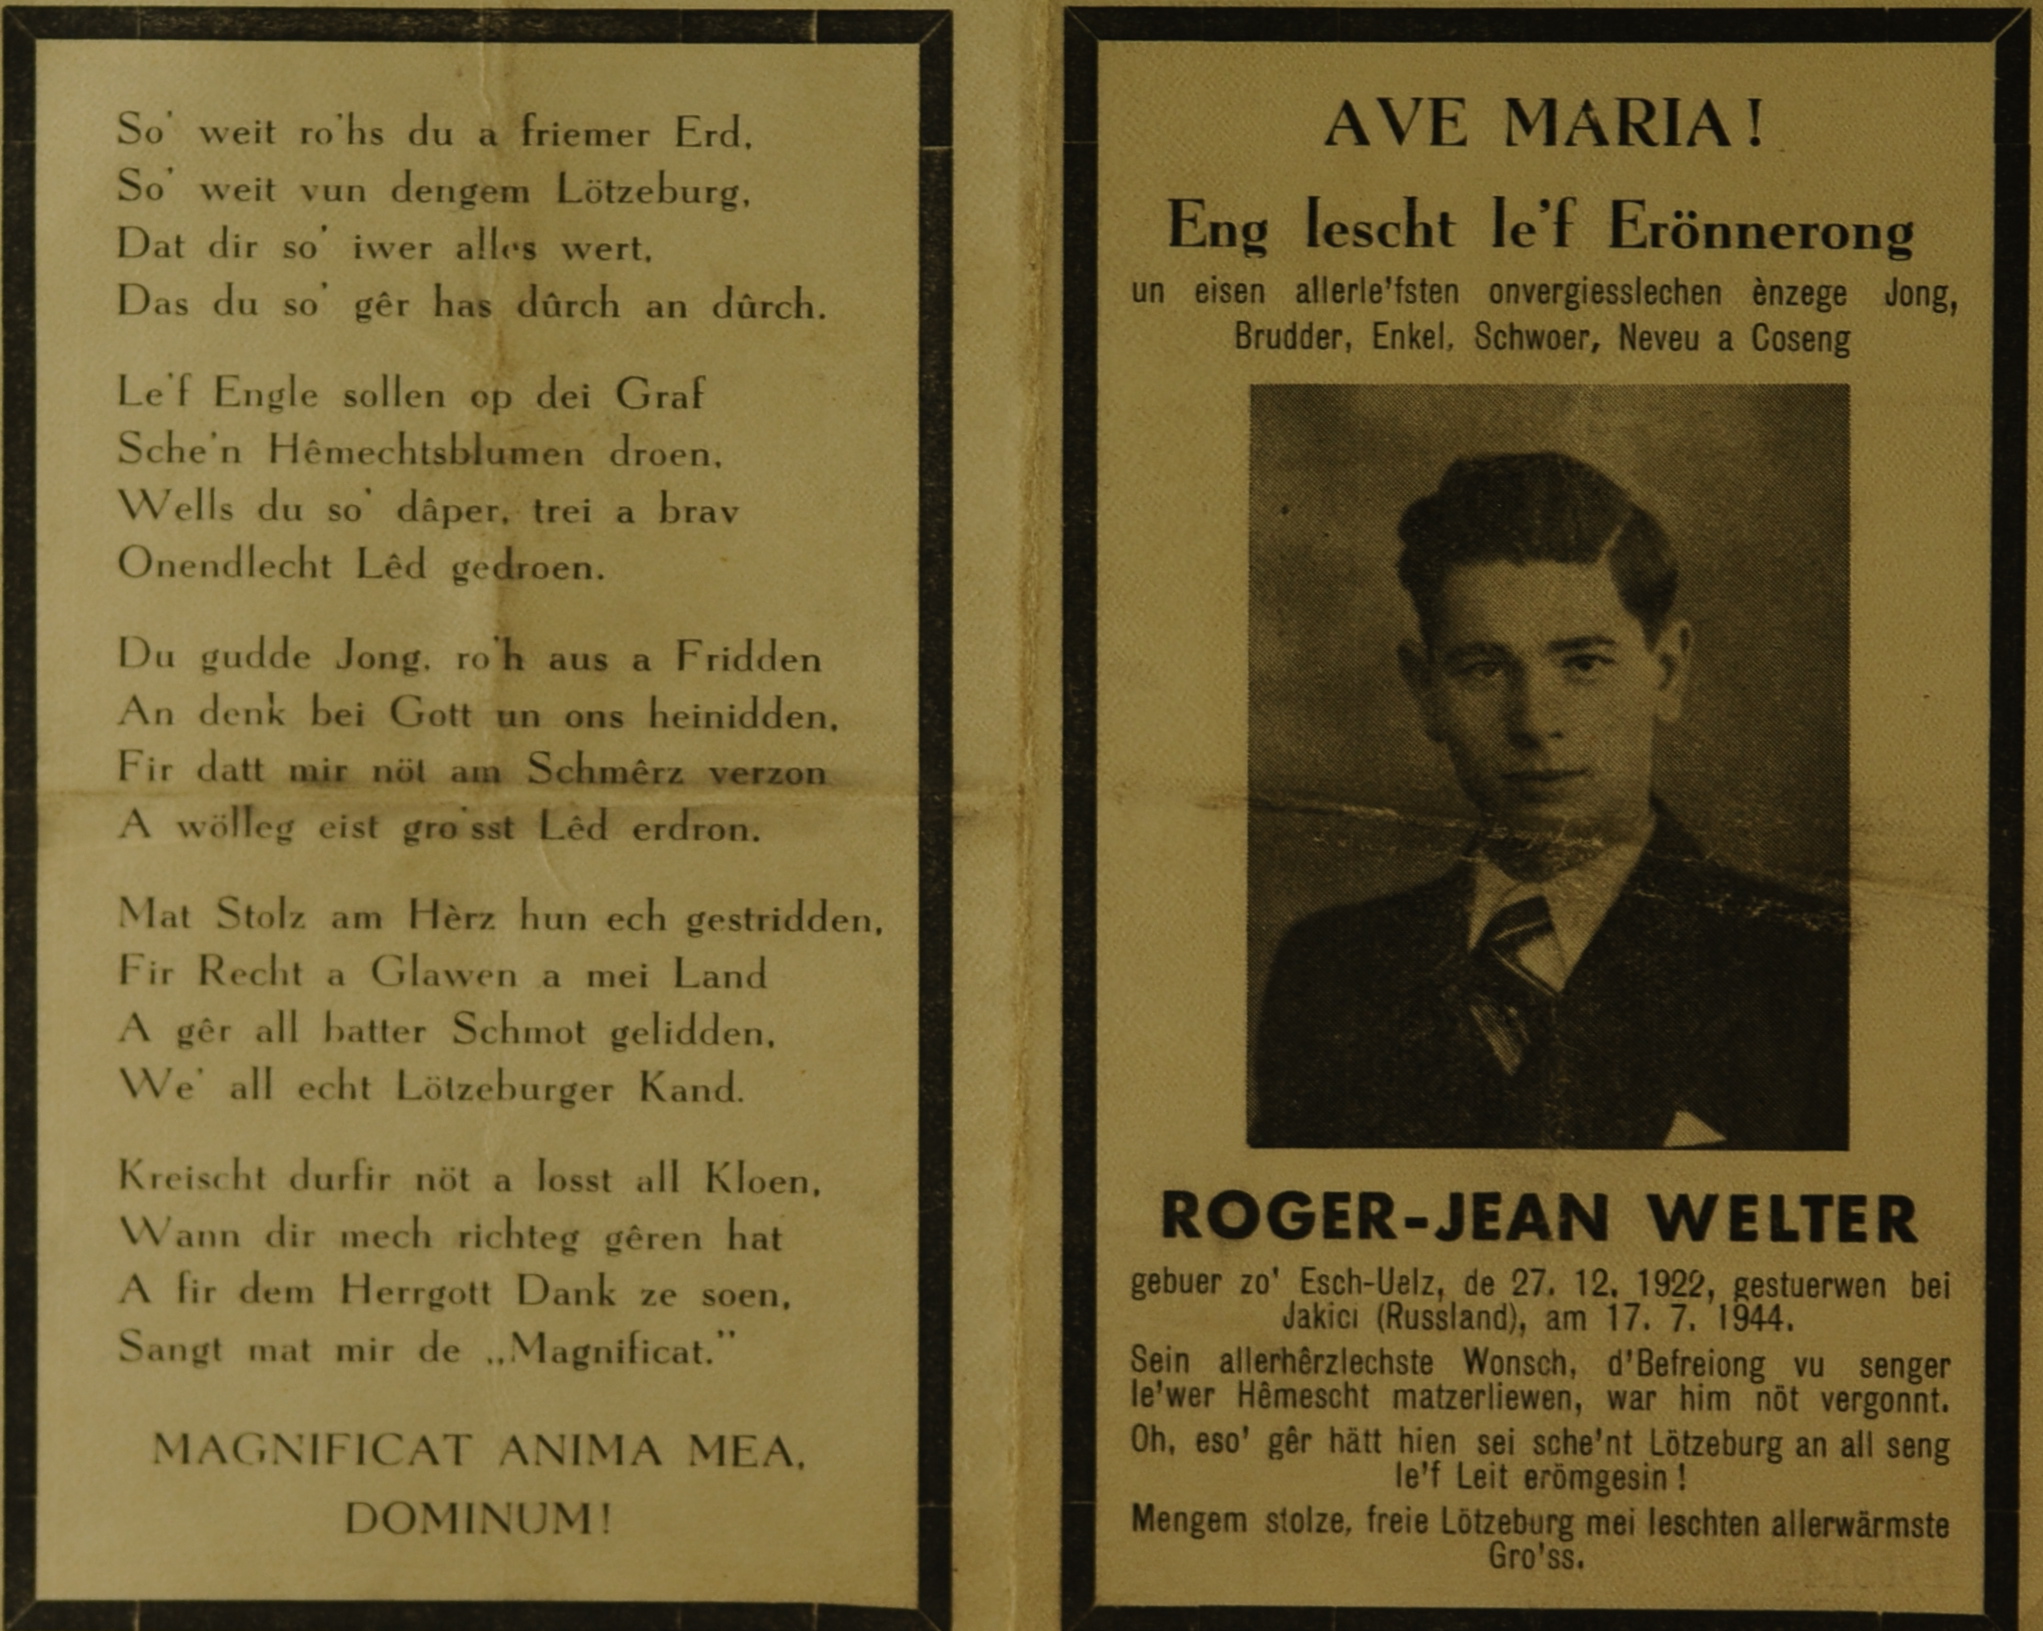 So' weit ro'hs du a friemer Erd,
So' weit vun dengem Lötzeburg,
Dat dir so' iwer alles wert,
Das du so' gêr has dûrch an dûrch.
Le'f Engle sollen op dei Graf
Sche'n Hêmechtsblumen droen,
Wells du so' dâper, trei a brav
Onendlecht Lêd gedroen.
Du gudde Jong, ro'h aus a Fridden
An denk bei Gott un ons heinidden,
Fir datt mir nöt am Schmêrz verzon
A wölleg eist gro'sst Lêd erdron.
Mat Stolz am Hèrz hun ech gestridden,
Fir Recht a Glawen a mei Land
A gêr all batter Schmot gelidden,
We' all echt Lötzeburger Kand.
Kreischt durfir nöt a losst all Kloen,
Wann dir mech richteg gêren hat
A fir dem Herrgott Dank ze soen,
Sangt mat mir de „Magnificat."
MAGNIFICAT ANIMA MEA,
DOMINUM!
AVE MARIA!
Eng lescht le'f Erönnerong
un eisen allerle'fsten onvergiesslechen ènzege Jong,
Brudder, Enkel, Schwoer, Neveu a Coseng
ROGER-JEAN WELTER
gebuer zo' Esch-Uelz, de 27. 12. 1922, gestuerwen bei
Jakici (Russland), am 17. 7. 1944.
Sein allerhêrzlechste Wonsch, d'Befreiong vu senger
le'wer Hêmescht matzerliewen, war him nöt vergonnt.
Oh, eso' gêr hätt hien sei sche'nt Lötzeburg an all seng
le'f Leit erömgesin!
Mengem stolze, freie Lötzeburg mei leschten allerwärmste
Gro'ss.